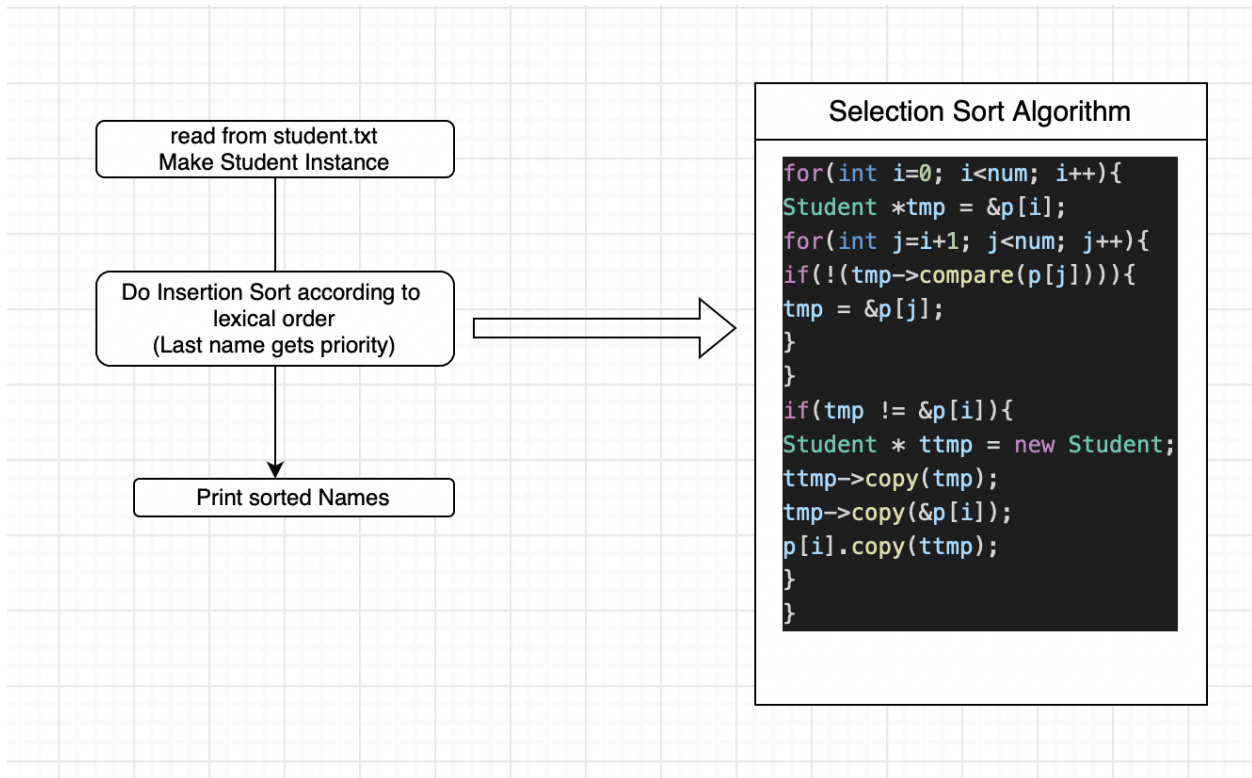 read from student.txt
Make Student Instance
Do Insertion Sort according to
lexical order
(Last name gets priority)
Print sorted Names
Selection Sort Algorithm
for(int i=0; i<num; i++){
Student *tmp = &p[i];
for(int j=i+1; j<num; j++){
if(!(tmp->compare(p[j]))){
tmp = &p[j];
}
}
if(tmp != &p[i]){
Student * ttmp = new Student;
ttmp->copy(tmp);
tmp->copy(&p[i]);
p[i].copy(ttmp);
}
}